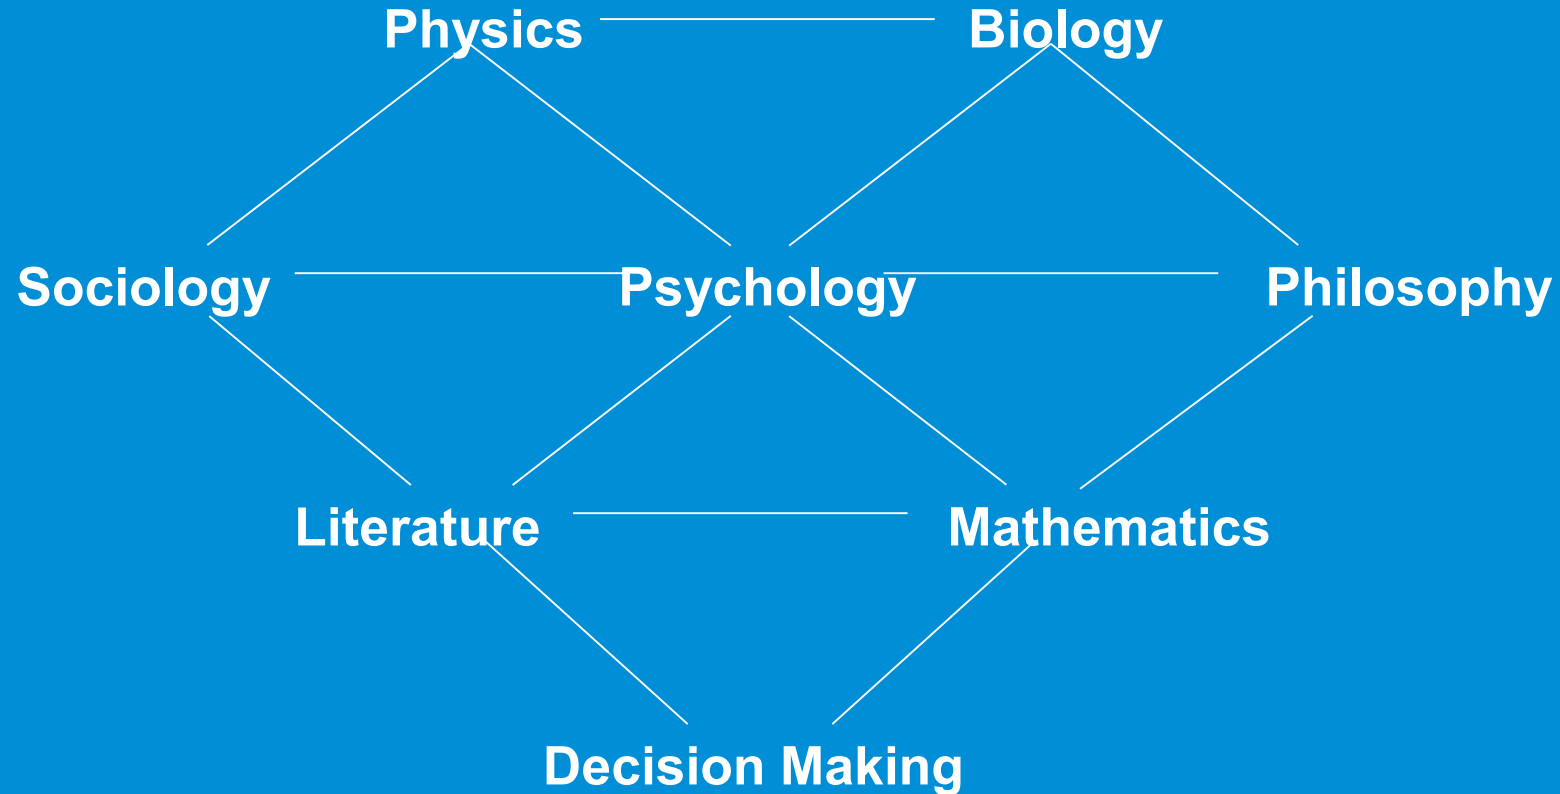 Physics
Biology
Sociology
Psychology
Philosophy
Literature
Mathematics
Decision Making